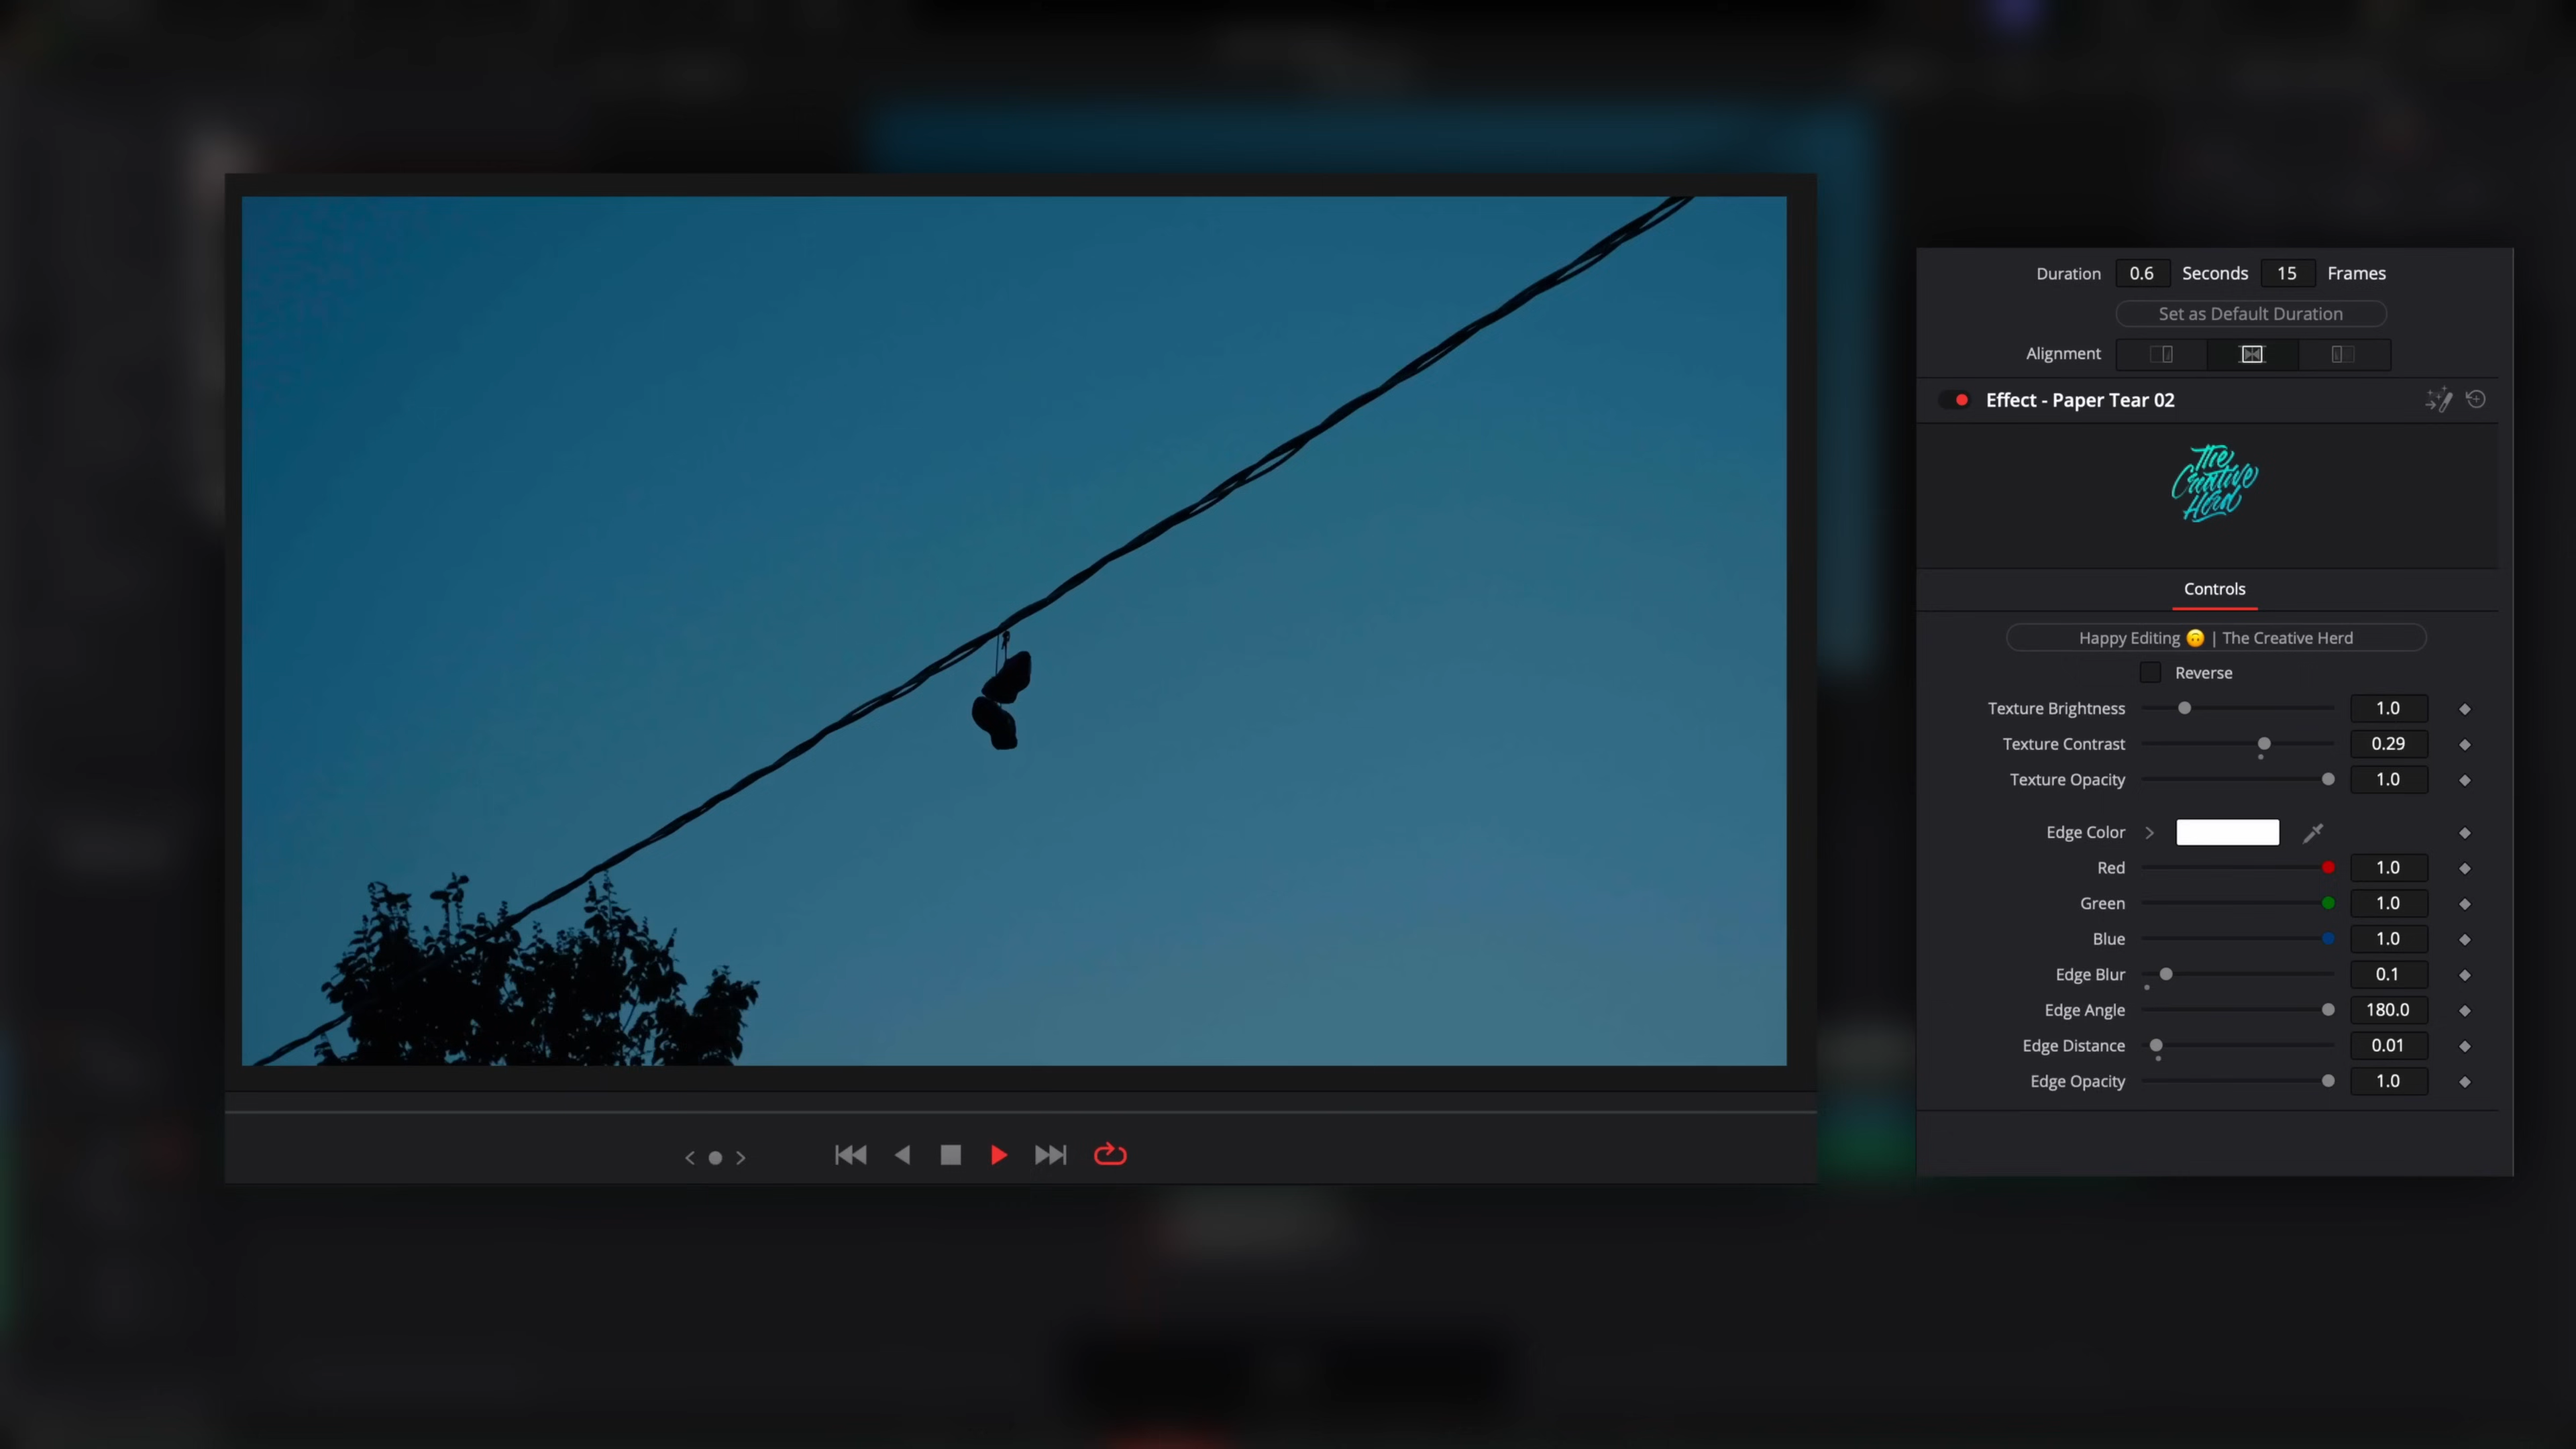 Duration 0.6 Seconds 15 Frames
Set as Default Duration
Alignment
Effect - Paper Tear 02
The
Creative
Herd
Controls
Happy Editing 🙃 | The Creative Herd
Reverse
Texture Brightness 1.0
Texture Contrast 0.29
Texture Opacity 1.0
Edge Color
Red 1.0
Green 1.0
Blue 1.0
Edge Blur 0.1
Edge Angle 180.0
Edge Distance 0.01
Edge Opacity 1.0